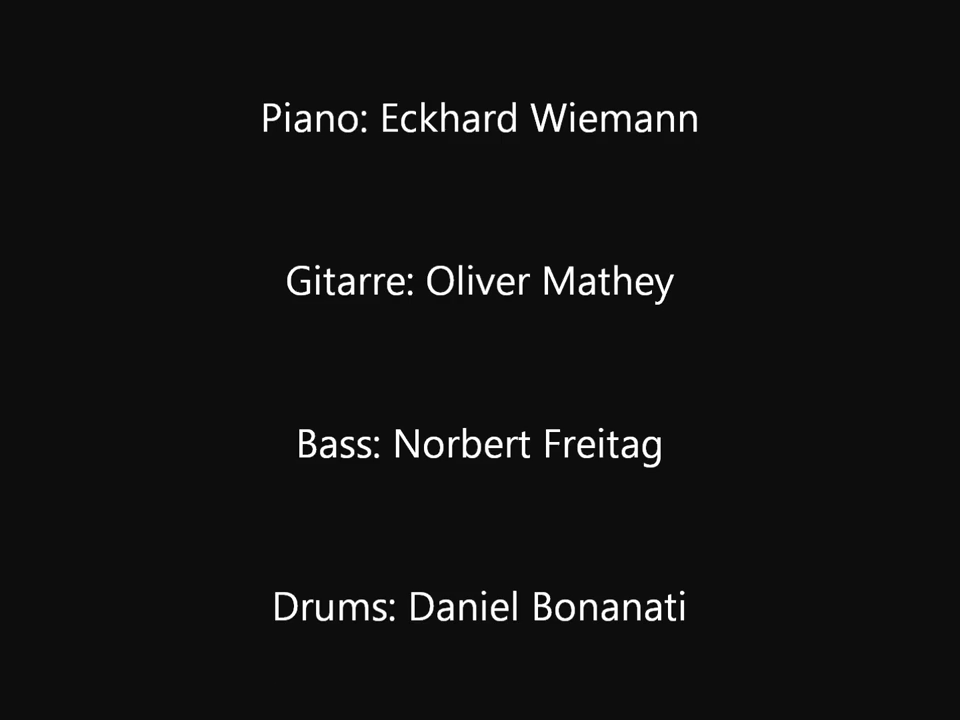 Piano: Eckhard Wiemann
Gitarre: Oliver Mathey
Bass: Norbert Freitag
Drums: Daniel Bonanati